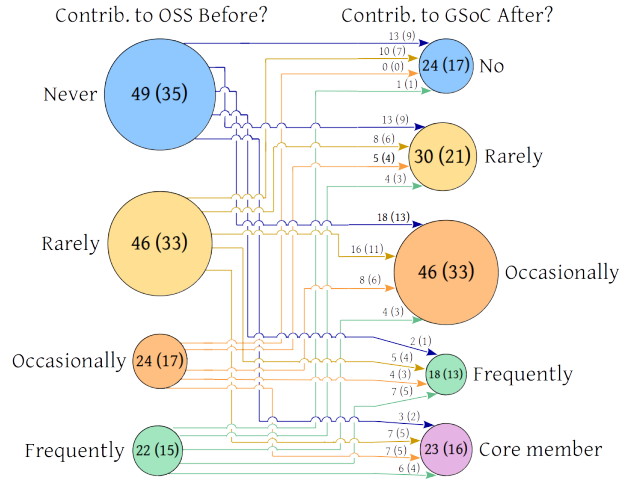 Contrib. to OSS Before?
Contrib. to GSoC After?
Never
49 (35)
Rarely
46 (33)
Occasionally
24 (17)
Frequently
22 (15)
13 (9)
10 (7)
0 (0)
1 (1)
24 (17)
No
13 (9)
8 (6)
5 (4)
4 (3)
30 (21)
Rarely
18 (13)
16 (11)
8 (6)
4 (3)
46 (33)
Occasionally
2 (1)
5 (4)
4 (3)
7 (5)
18 (13)
Frequently
3 (2)
7 (5)
7 (5)
6 (4)
23 (16)
Core member